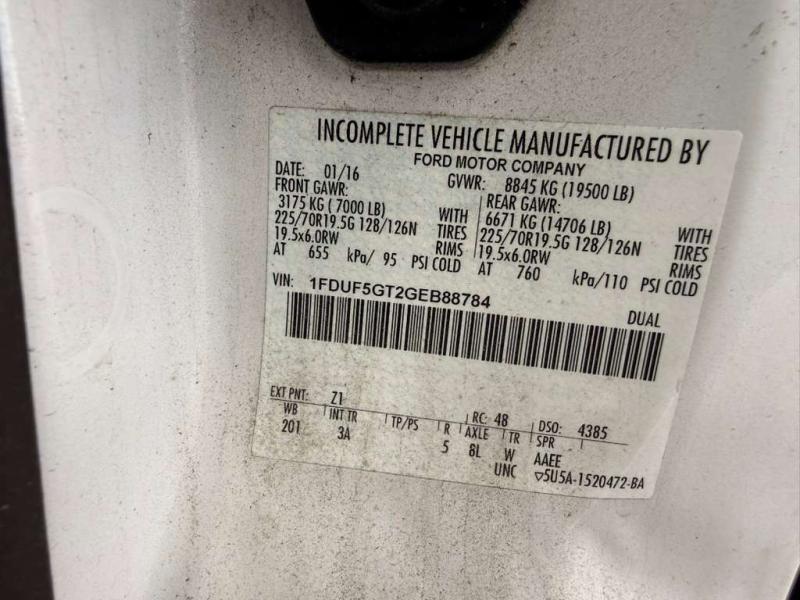 INCOMPLETE VEHICLE MANUFACTURED BY
FORD MOTOR COMPANY
DATE: 01/16 GVWR: 8845 KG (19500 LB)
FRONT GAWR: REAR GAWR:
3175 KG ( 7000 LB) WITH 6671 KG (14706 LB) WITH
225/70R19.5G 128/126N TIRES 225/70R19.5G 128/126N TIRES
19.5x6.0RW RIMS 19.5x6.0RW RIMS
AT 655 kPa/ 95 PSI COLD AT 760 kPa/110 PSI COLD
VIN: 1FDUF5GT2GEB88784
DUAL
EXT PNT: Z1 RC: 48 DSO: 4385
WB INT TR TP/PS R AXLE TR SPR
201 3A 5 8L W AAEE
UNC ▽5U5A-1520472-BA